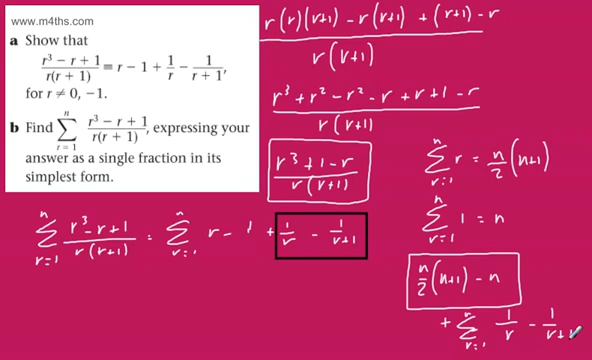 www.m4ths.com
a Show that
r³ − r + 1 / r(r + 1) ≡ r − 1 + 1/r − 1/(r + 1),
for r ≠ 0, −1.
b Find Σ_{r = 1}^{n} (r³ − r + 1) / (r(r + 1)), expressing your
answer as a single fraction in its
simplest form.
r(r)(r+1) − r(r+1) + (r+1) − r / r(r+1)
r³ + r² − r² − r + r + 1 − r / r(r+1)
r³ + 1 − r / r(r+1)
Σ_{r=1}^{n} (r³ − r + 1) / (r(r+1)) = Σ_{r=1}^{n} r − 1 + 1/r − 1/(r+1)
Σ_{r=1}^{n} r = n/2 (n+1)
Σ_{r=1}^{n} 1 = n
n/2 (n+1) − n
+ Σ_{r=1}^{n} 1/r − 1/(r+